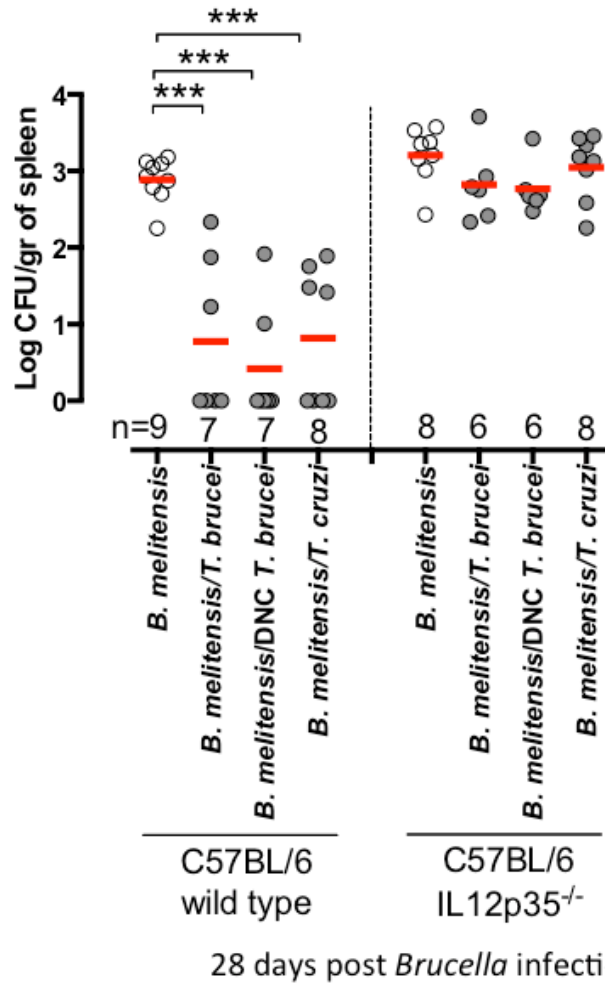 ***
***
***
Log CFU/gr of spleen
4
3
2
1
0
n=9 7 7 8 8 6 6 8
B. melitensis
B. melitensis/T. brucei
B. melitensis/DNC T. brucei
B. melitensis/T. cruzi
B. melitensis
B. melitensis/T. brucei
B. melitensis/DNC T. brucei
B. melitensis/T. cruzi
C57BL/6
wild type
C57BL/6
IL12p35-/-
28 days post Brucella infecti